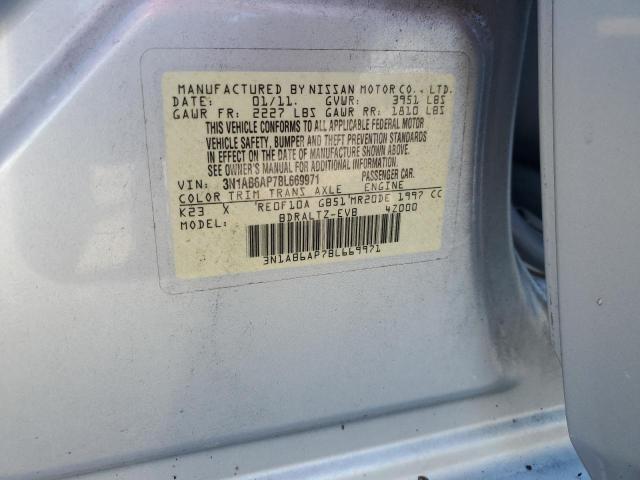 MANUFACTURED BY NISSAN MOTOR CO., LTD.
DATE: 01/11. GVWR: 3951 LBS
GAWR FR: 2227 LBS GAWR RR: 1810 LBS
THIS VEHICLE CONFORMS TO ALL APPLICABLE FEDERAL MOTOR
VEHICLE SAFETY, BUMPER AND THEFT PREVENTION STANDARDS
IN EFFECT ON THE DATE OF MANUFACTURE SHOWN ABOVE.
SEE OWNER'S MANUAL FOR ADDITIONAL INFORMATION.
VIN: 3N1AB6AP7BL669971 PASSENGER CAR
COLOR TRIM TRANS AXLE ENGINE
K23 X RE0F10A GB51 MR20DE 1997 CC
MODEL: BDRALTZ-EVB 4Z000
3N1AB6AP7BL669971